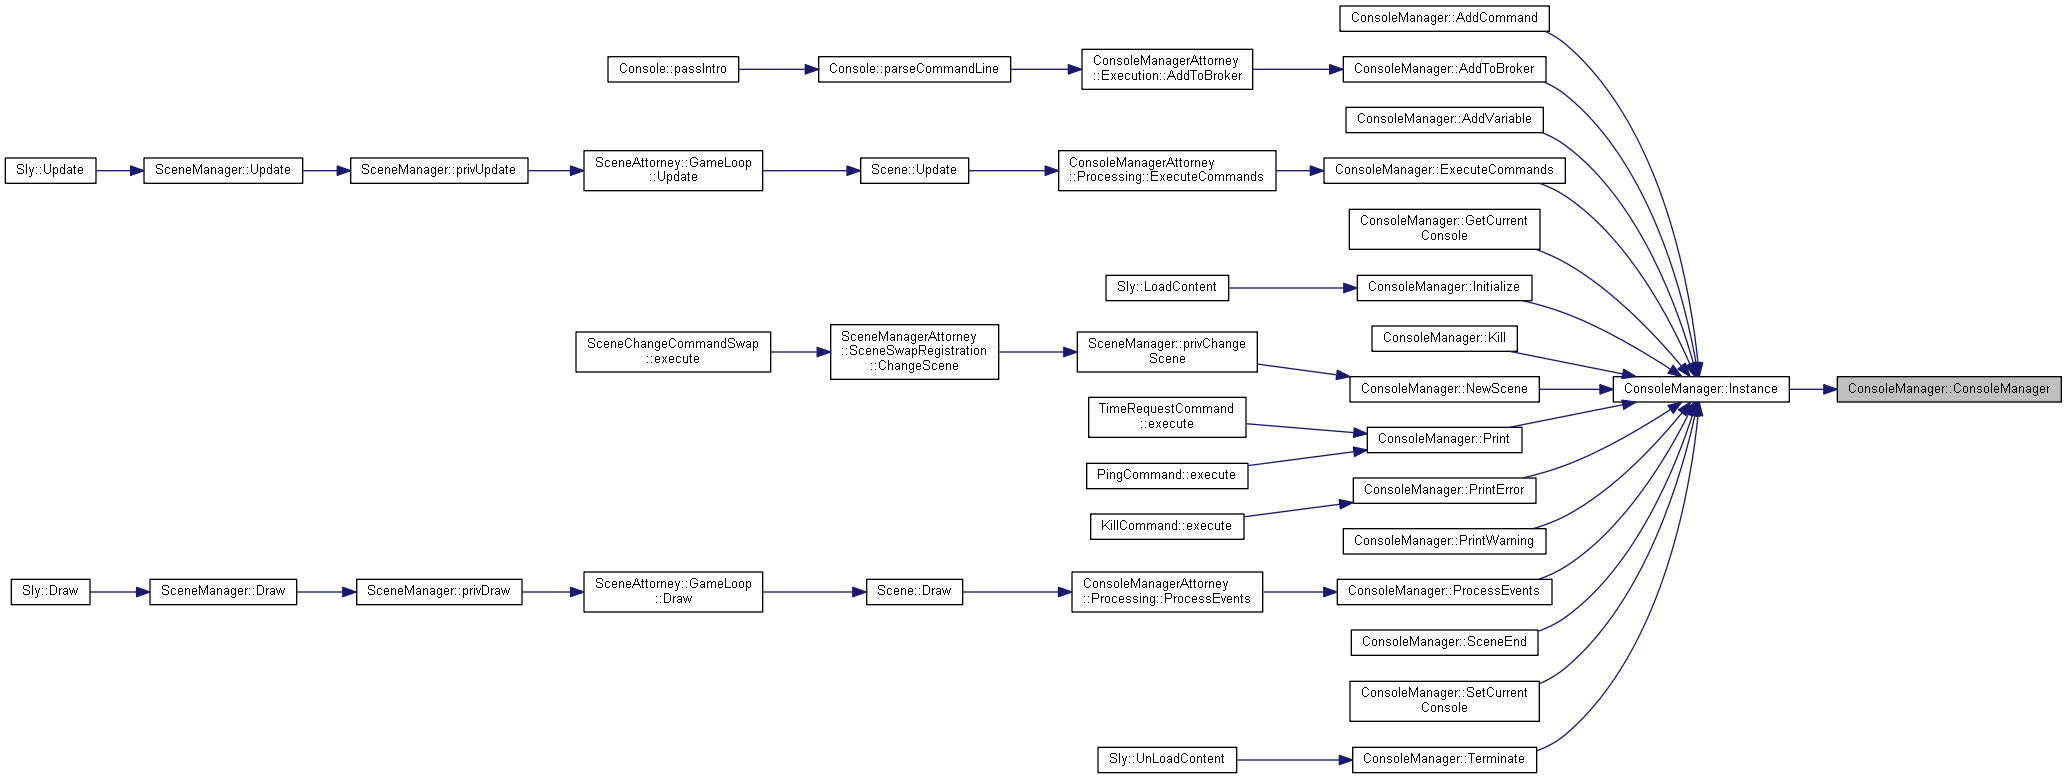 ConsoleManager::AddCommand
Console::passIntro
Console::parseCommandLine
ConsoleManagerAttorney
::Execution::AddToBroker
ConsoleManager::AddToBroker
ConsoleManager::AddVariable
Sly::Update
SceneManager::Update
SceneManager::privUpdate
SceneAttorney::GameLoop
::Update
Scene::Update
ConsoleManagerAttorney
::Processing::ExecuteCommands
ConsoleManager::ExecuteCommands
ConsoleManager::GetCurrent
Console
Sly::LoadContent
ConsoleManager::Initialize
ConsoleManager::Kill
SceneChangeCommandSwap
::execute
SceneManagerAttorney
::SceneSwapRegistration
::ChangeScene
SceneManager::privChange
Scene
ConsoleManager::NewScene
ConsoleManager::Instance
ConsoleManager::ConsoleManager
TimeRequestCommand
::execute
ConsoleManager::Print
PingCommand::execute
ConsoleManager::PrintError
KillCommand::execute
ConsoleManager::PrintWarning
Sly::Draw
SceneManager::Draw
SceneManager::privDraw
SceneAttorney::GameLoop
::Draw
Scene::Draw
ConsoleManagerAttorney
::Processing::ProcessEvents
ConsoleManager::ProcessEvents
ConsoleManager::SceneEnd
ConsoleManager::SetCurrent
Console
Sly::UnLoadContent
ConsoleManager::Terminate